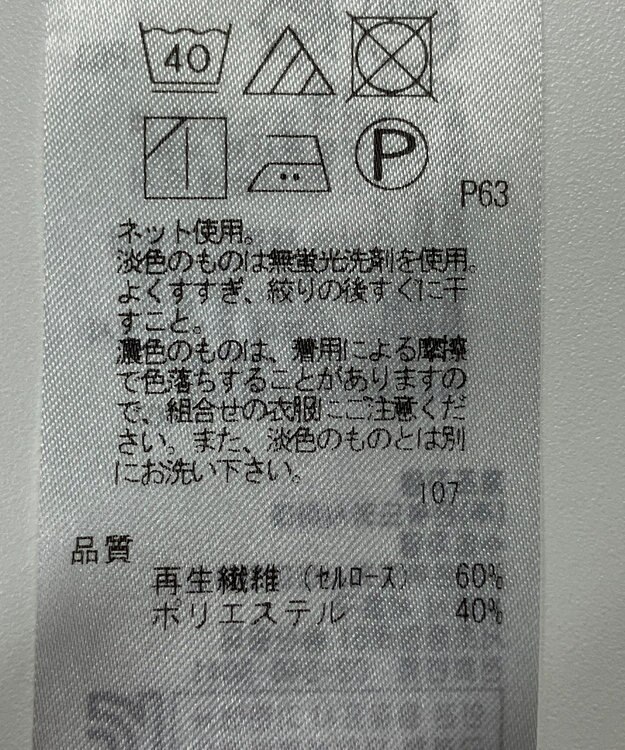 40
P
P63
ネット使用。
淡色のものは無蛍光洗剤を使用。
よくすすぎ、絞りの後すぐに干
すこと。
濃色のものは、着用による摩擦
で色落ちすることがありますの
で、組合せの衣服にご注意くだ
さい。また、淡色のものとは別
にお洗い下さい。
107
品質
再生繊維(セルロース) 60%
ポリエステル 40%